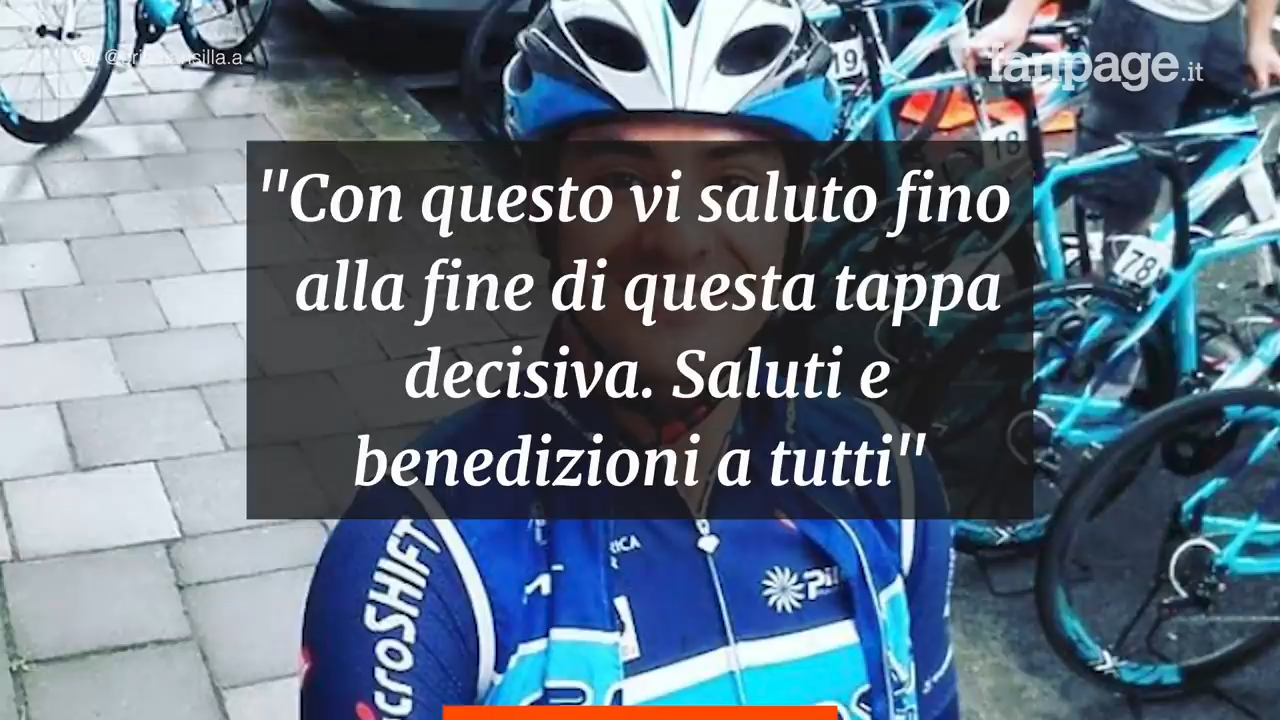 fanpage.it
19
18
"Con questo vi saluto fino
alla fine di questa tappa
decisiva. Saluti e
benedizioni a tutti"
78
microSHIFT